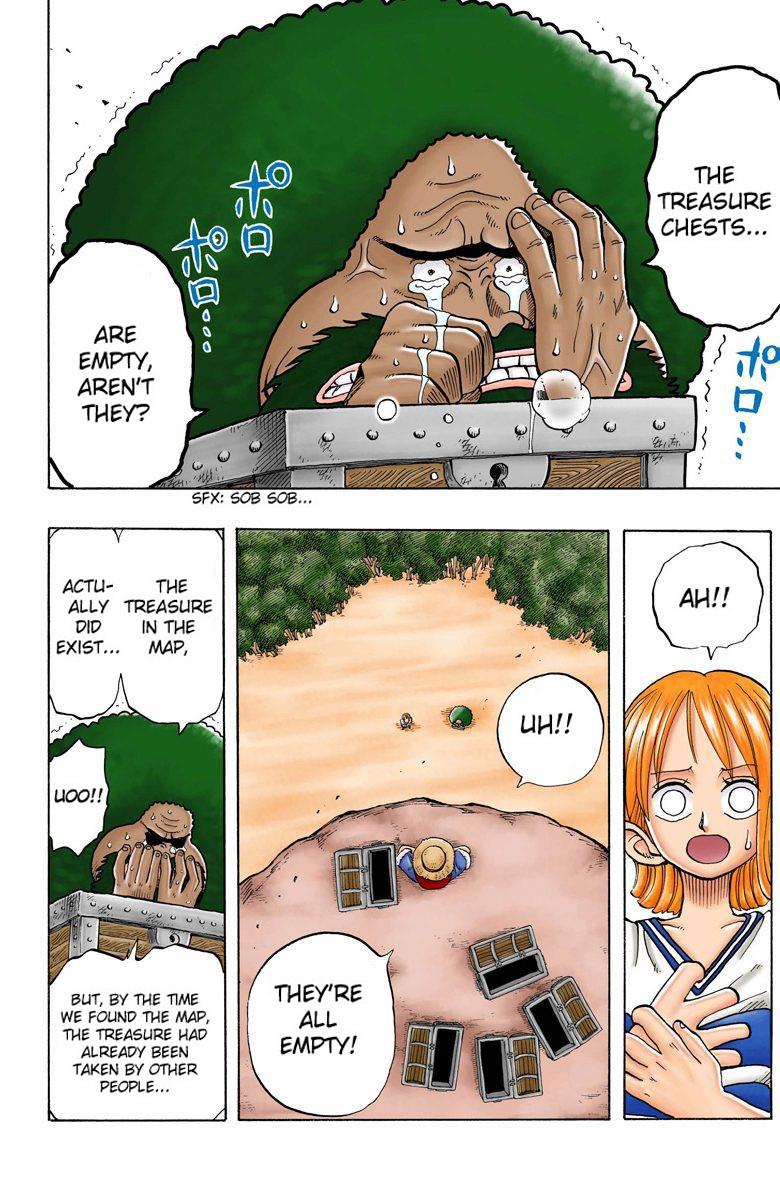 THE
TREASURE
CHESTS...
ポロ
ポロ...
ポロ...
ARE
EMPTY,
AREN'T
THEY?
SFX: SOB SOB...
AH!!
UH!!
THEY'RE
ALL
EMPTY!
THE
TREASURE
IN THE
MAP,
ACTU-
ALLY
DID
EXIST...
UOO!!
BUT, BY THE TIME
WE FOUND THE MAP,
THE TREASURE HAD
ALREADY BEEN
TAKEN BY OTHER
PEOPLE...